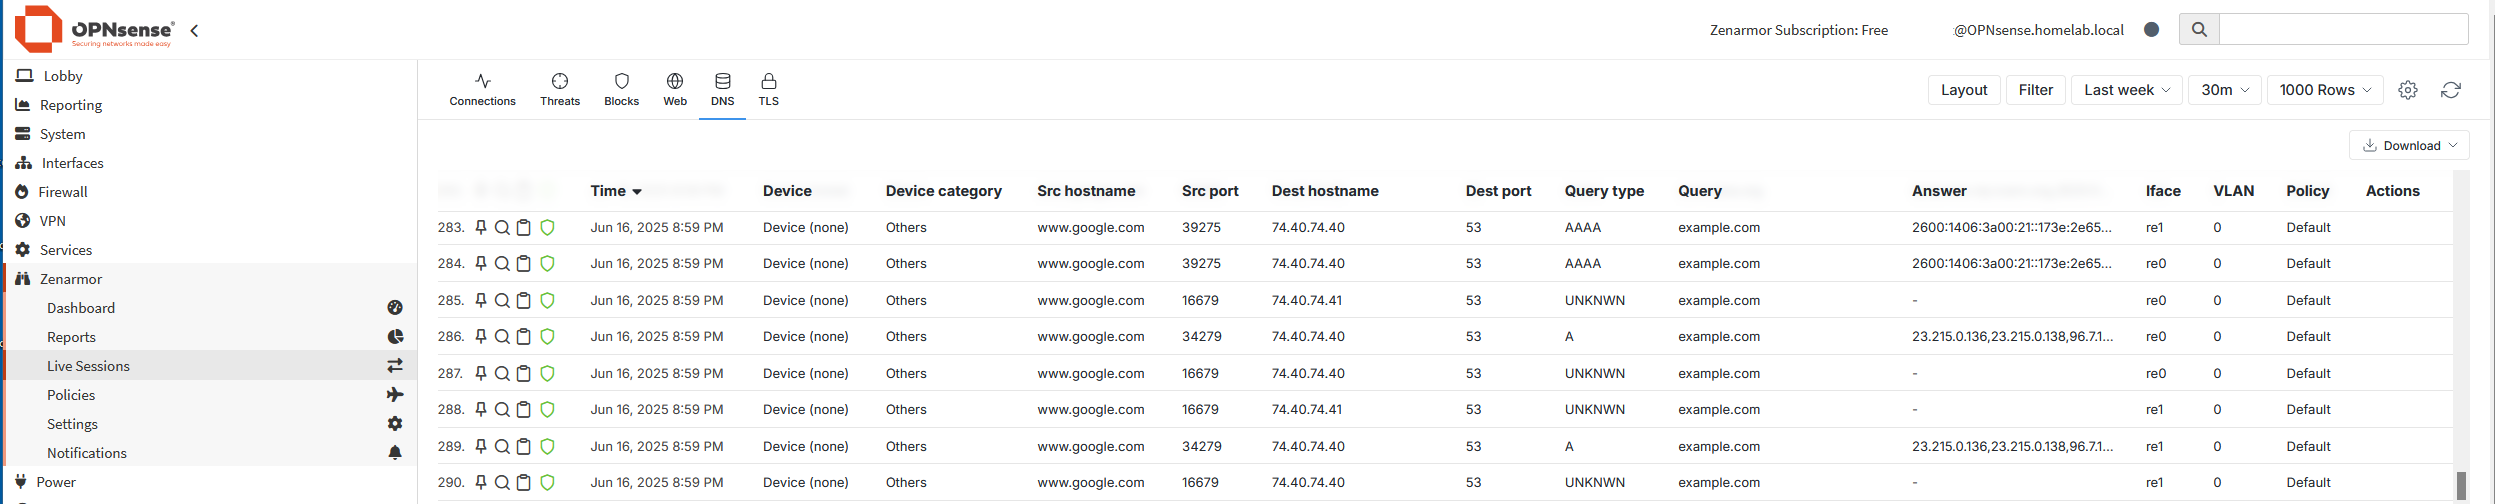 OPNsense®
Securing networks made easy
Zenarmor Subscription: Free
@OPNsense.homelab.local
Lobby
Reporting
System
Interfaces
Firewall
VPN
Services
Zenarmor
Dashboard
Reports
Live Sessions
Policies
Settings
Notifications
Power
Connections Threats Blocks Web DNS TLS
Layout Filter Last week 30m 1000 Rows
Download
Time Device Device category Src hostname Src port Dest hostname Dest port Query type Query Answer Iface VLAN Policy Actions
283. Jun 16, 2025 8:59 PM Device (none) Others www.google.com 39275 74.40.74.40 53 AAAA example.com 2600:1406:3a00:21::173e:2e65... re1 0 Default
284. Jun 16, 2025 8:59 PM Device (none) Others www.google.com 39275 74.40.74.40 53 AAAA example.com 2600:1406:3a00:21::173e:2e65... re0 0 Default
285. Jun 16, 2025 8:59 PM Device (none) Others www.google.com 16679 74.40.74.41 53 UNKNWN example.com - re0 0 Default
286. Jun 16, 2025 8:59 PM Device (none) Others www.google.com 34279 74.40.74.40 53 A example.com 23.215.0.136,23.215.0.138,96.7.1... re0 0 Default
287. Jun 16, 2025 8:59 PM Device (none) Others www.google.com 16679 74.40.74.40 53 UNKNWN example.com - re0 0 Default
288. Jun 16, 2025 8:59 PM Device (none) Others www.google.com 16679 74.40.74.41 53 UNKNWN example.com - re1 0 Default
289. Jun 16, 2025 8:59 PM Device (none) Others www.google.com 34279 74.40.74.40 53 A example.com 23.215.0.136,23.215.0.138,96.7.1... re1 0 Default
290. Jun 16, 2025 8:59 PM Device (none) Others www.google.com 16679 74.40.74.40 53 UNKNWN example.com - re1 0 Default